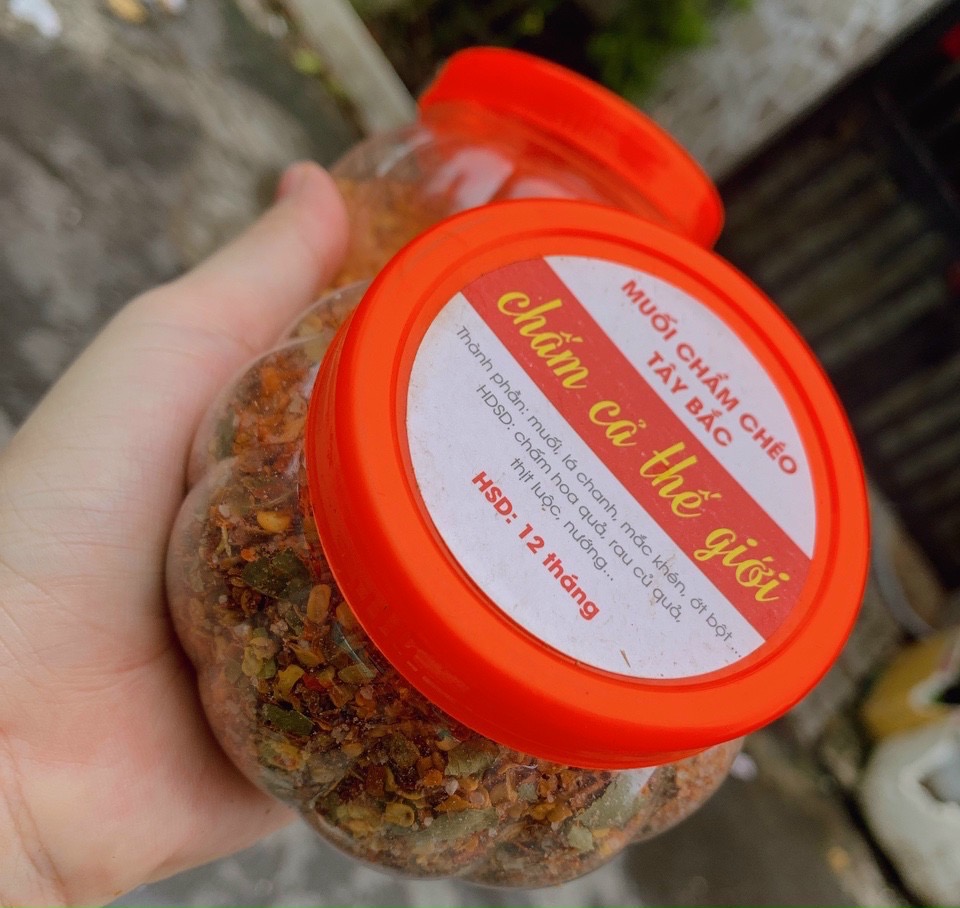 MUỐI CHẨM CHÉO
TÂY BẮC
chấm cả thế giới
Thành phần: muối, lá chanh, mắc khén, ớt bột ...
HDSD: chấm hoa quả, rau củ quả,
thịt luộc, nướng...
HSD: 12 tháng